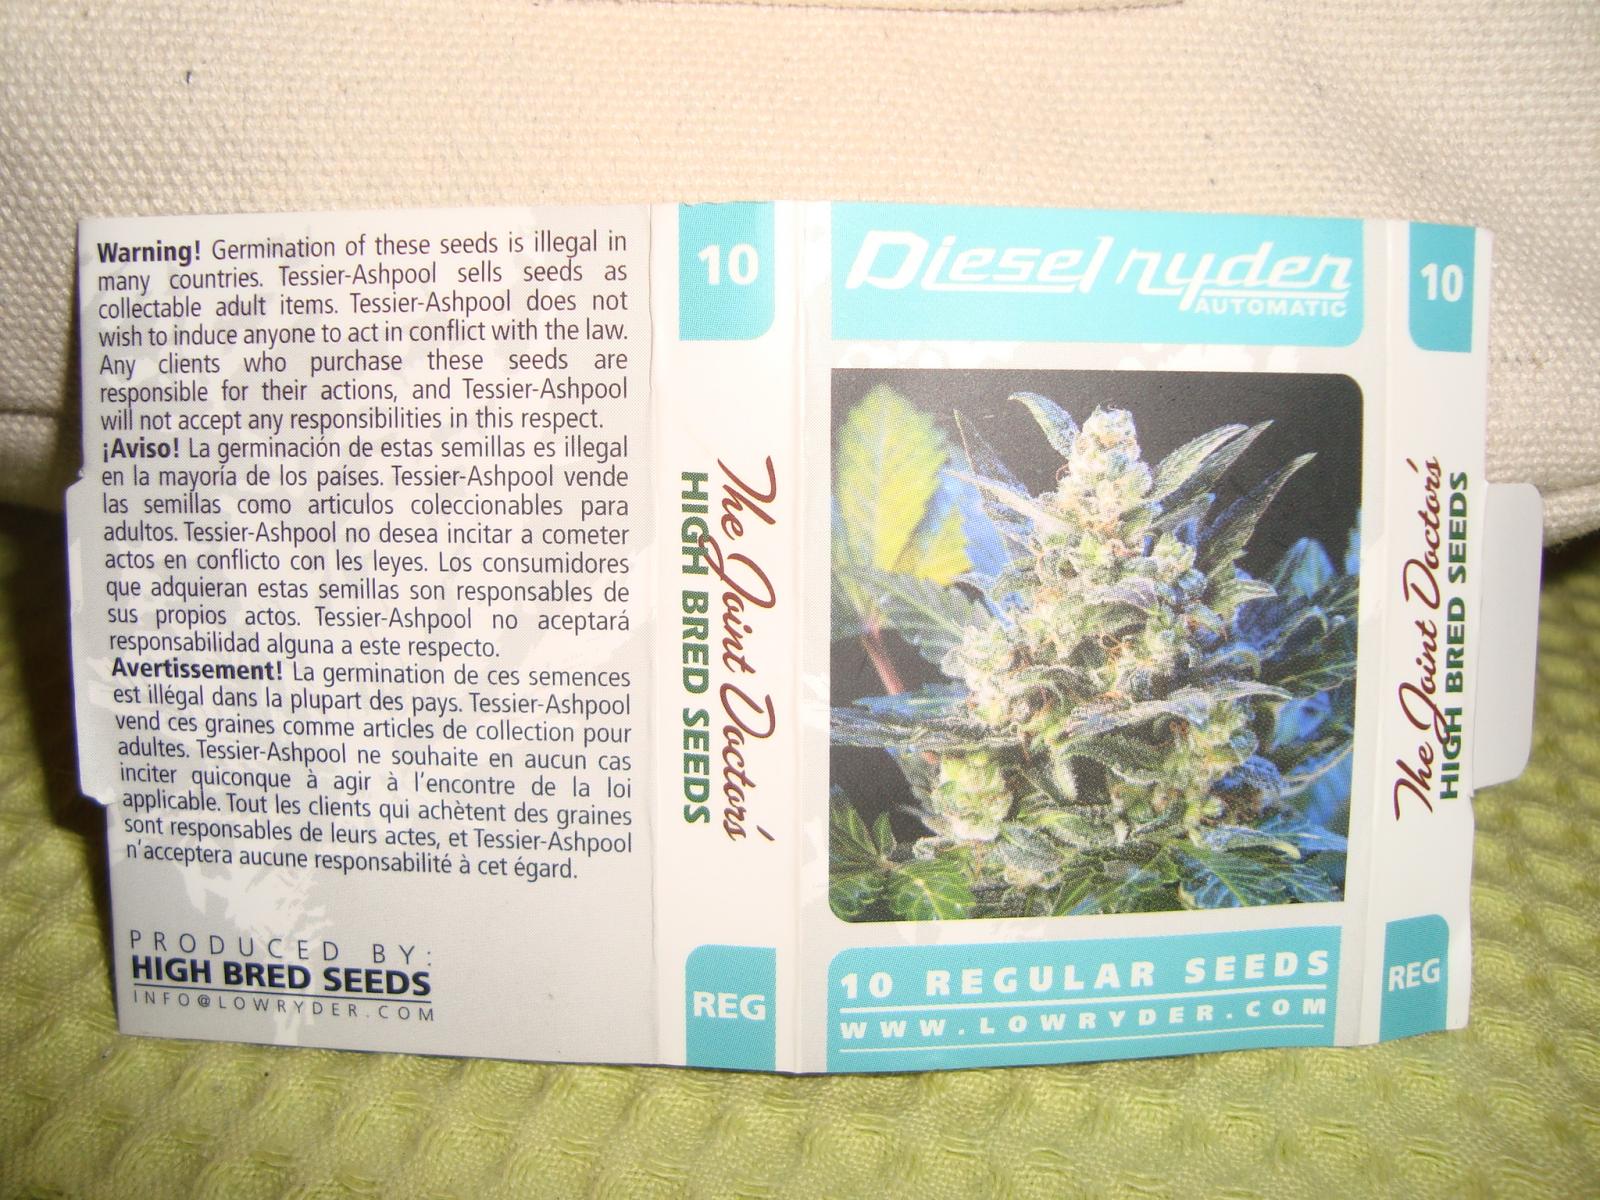 Warning! Germination of these seeds is illegal in
many countries. Tessier-Ashpool sells seeds as
collectable adult items. Tessier-Ashpool does not
wish to induce anyone to act in conflict with the law.
Any clients who purchase these seeds are
responsible for their actions, and Tessier-Ashpool
will not accept any responsibilities in this respect.
¡Aviso! La germinación de estas semillas es illegal
en la mayoría de los países. Tessier-Ashpool vende
las semillas como articulos coleccionables para
adultos. Tessier-Ashpool no desea incitar a cometer
actos en conflicto con les leyes. Los consumidores
que adquieran estas semillas son responsables de
sus propios actos. Tessier-Ashpool no aceptará
responsabilidad alguna a este respecto.
Avertissement! La germination de ces semences
est illégal dans la plupart des pays. Tessier-Ashpool
vend ces graines comme articles de collection pour
adultes. Tessier-Ashpool ne souhaite en aucun cas
inciter quiconque à agir à l'encontre de la loi
applicable. Tout les clients qui achètent des graines
sont responsables de leurs actes, et Tessier-Ashpool
n'acceptera aucune responsabilité à cet égard.
PRODUCED BY:
HIGH BRED SEEDS
INFO@LOWRYDER.COM
10
The Joint Doctors'
HIGH BRED SEEDS
REG
Diesel ryder
AUTOMATIC
10 REGULAR SEEDS
WWW.LOWRYDER.COM
10
The Joint Doctors'
HIGH BRED SEEDS
REG